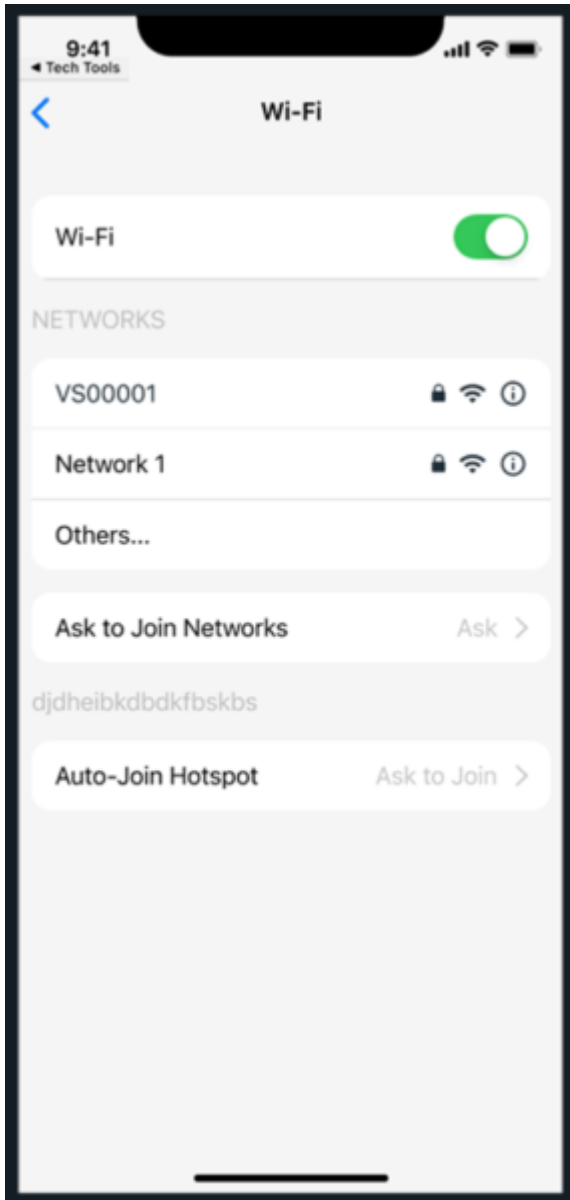 9:41
◀ Tech Tools
Wi-Fi
Wi-Fi
NETWORKS
VS00001
Network 1
Others...
Ask to Join Networks Ask
djdheibkdbdkfbskbs
Auto-Join Hotspot Ask to Join